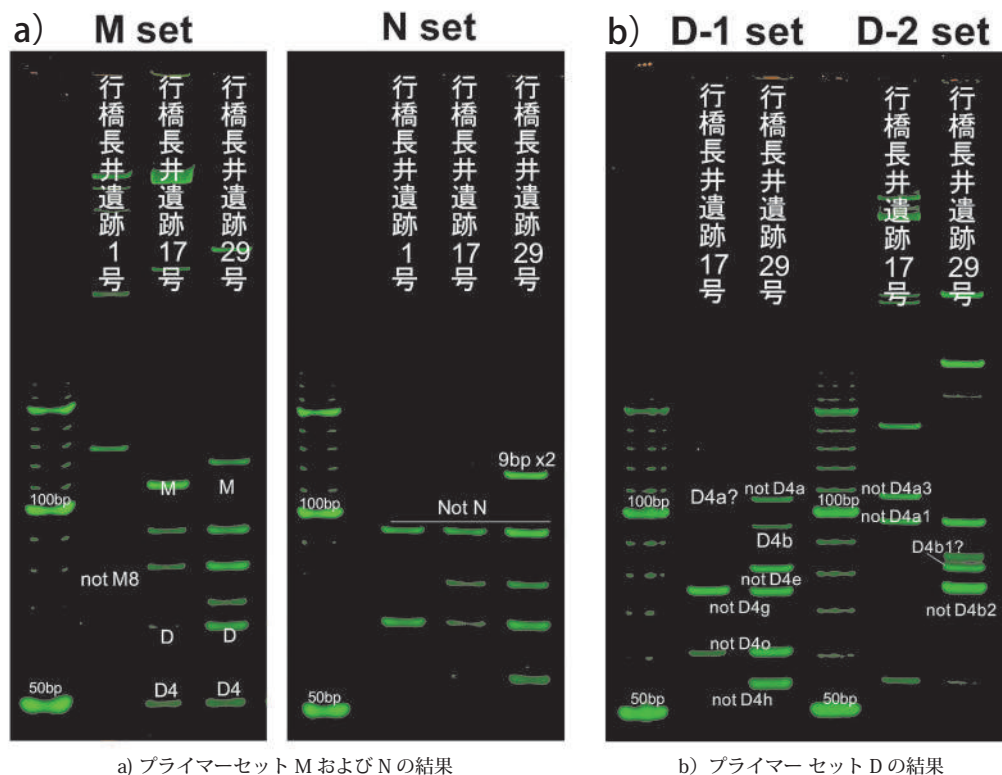 a)
M set
N set
行橋長井遺跡1号
行橋長井遺跡17号
行橋長井遺跡29号
行橋長井遺跡1号
行橋長井遺跡17号
行橋長井遺跡29号
9bp x2
M
M
100bp
100bp
Not N
not M8
D
D
50bp
D4
D4
50bp
a) プライマーセット M および N の結果
b)
D-1 set
D-2 set
行橋長井遺跡17号
行橋長井遺跡29号
行橋長井遺跡17号
行橋長井遺跡29号
D4a?
not D4a
not D4a3
100bp
100bp
not D4a1
D4b
D4b1?
not D4e
not D4g
not D4b2
not D4o
50bp
not D4h
50bp
b）プライマー セット D の結果